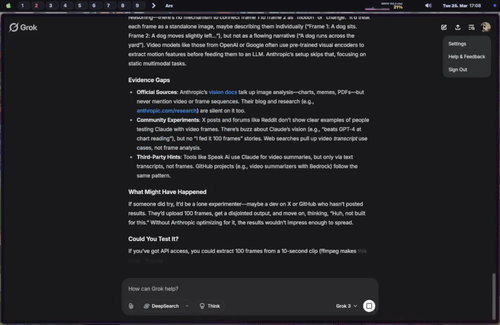 1 2 3 4 5 6 7 8 9
Arc
21%
Tue 25. Mar 17:08
Grok
Settings
Help & Feedback
Sign Out
reasoning—there's no mechanism to connect frame 1 to frame 2 as "motion" or "change." It'd treat
each frame as a standalone image, maybe describing them individually ("Frame 1: A dog sits.
Frame 2: A dog moves slightly left..."), but not as a flowing narrative ("A dog runs across the
yard"). Video models like those from OpenAI or Google often use pre-trained visual encoders to
extract motion features before feeding them to an LLM. Anthropic's setup skips that, focusing on
static multimodal tasks.
Evidence Gaps
• Official Sources: Anthropic's vision docs talk up image analysis—charts, memes, PDFs—but
never mention video or frame sequences. Their blog and research (e.g.,
anthropic.com/research) are silent on it too.
• Community Experiments: X posts and forums like Reddit don't show clear examples of people
testing Claude with video frames. There's buzz about Claude's vision (e.g., "beats GPT-4 at
chart reading"), but no "I fed it 100 frames" stories. Web searches pull up video transcript use
cases, not frame analysis.
• Third-Party Hints: Tools like Speak Ai use Claude for video summaries, but only via text
transcripts, not frames. GitHub projects (e.g., video summarizers with Bedrock) follow the
same pattern.
What Might Have Happened
If someone did try, it'd be a lone experimenter—maybe a dev on X or GitHub who hasn't posted
results. They'd upload 100 frames, get a disjointed output, and move on, thinking, "Huh, not built
for this." Without Anthropic optimizing for it, the results wouldn't impress enough to spread.
Could You Test It?
If you've got API access, you could extract 100 frames from a 10-second clip (ffmpeg makes this
How can Grok help?
DeepSearch
Think
Grok 3